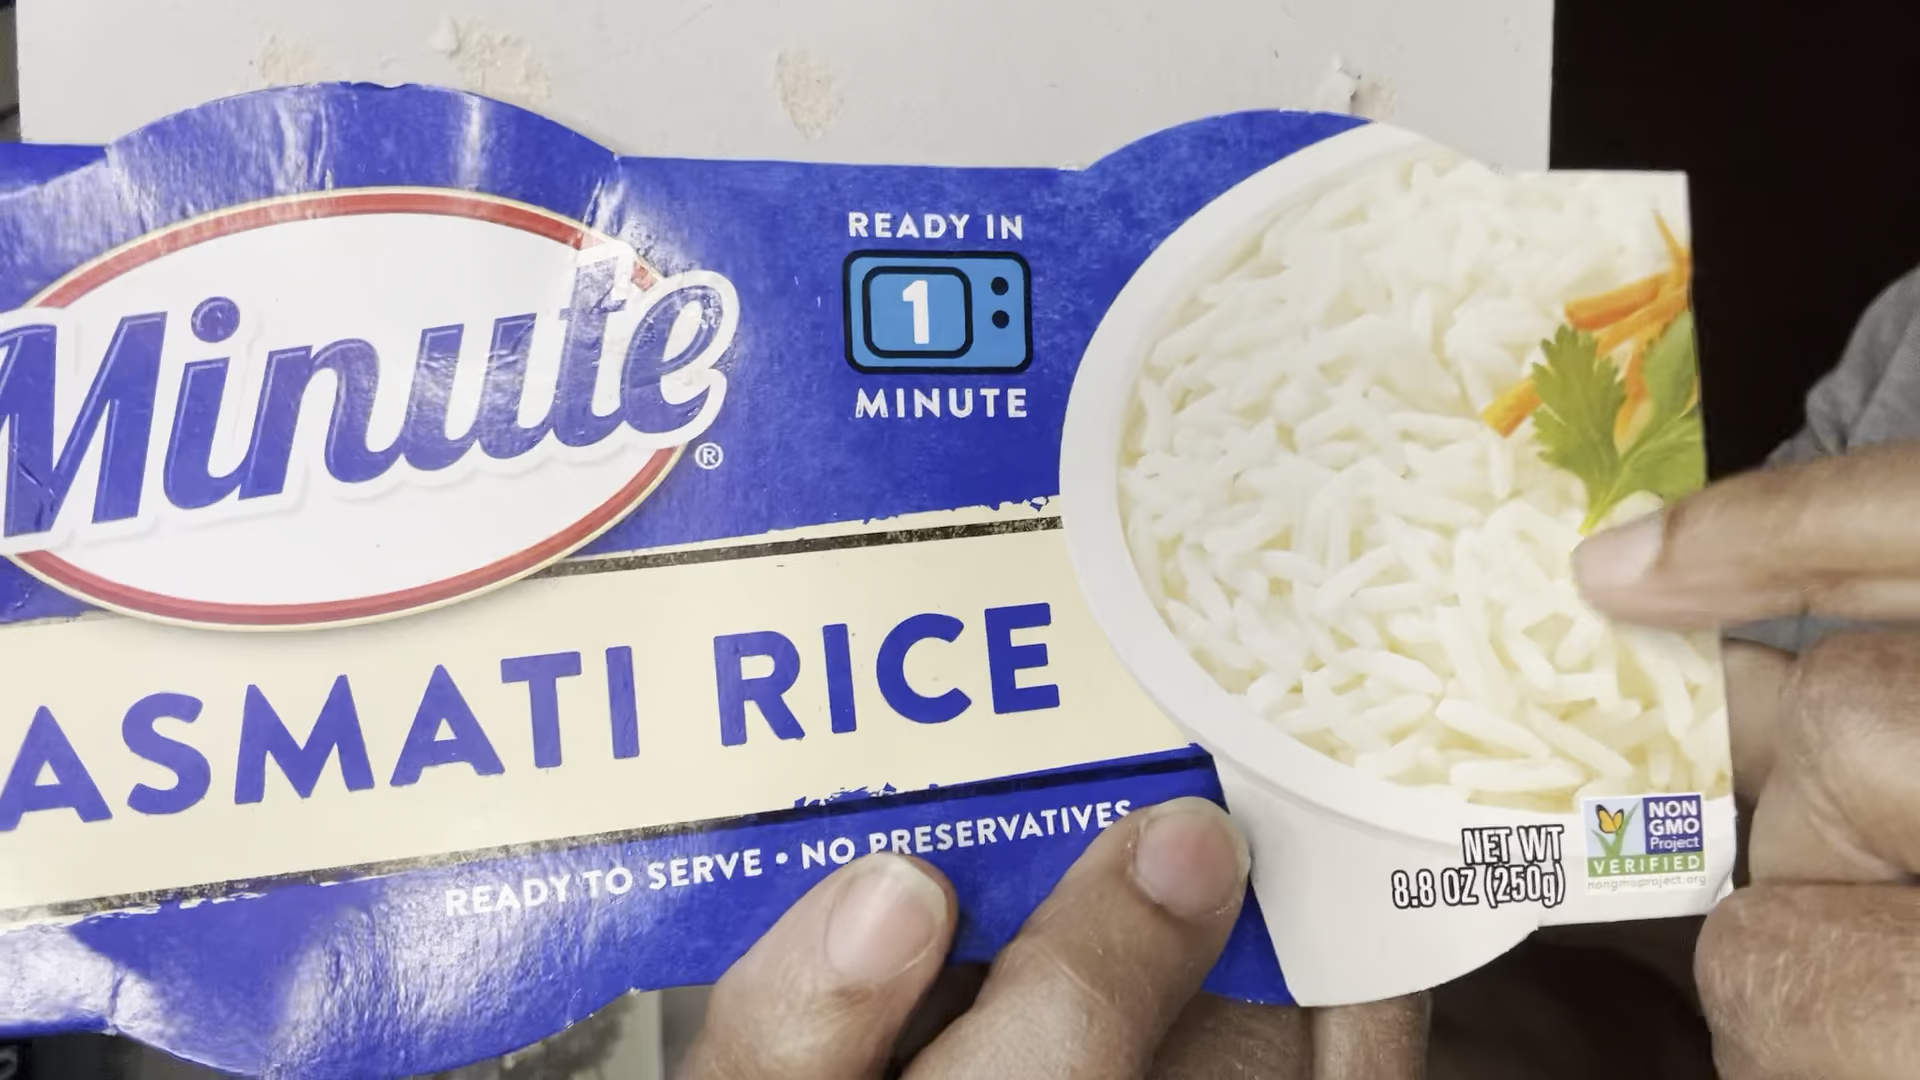 Minute®
READY IN
1
MINUTE
ASMATI RICE
READY TO SERVE • NO PRESERVATIVES
NET WT
8.8 OZ (250g)
NON
GMO
Project
VERIFIED
nongmoproject.org